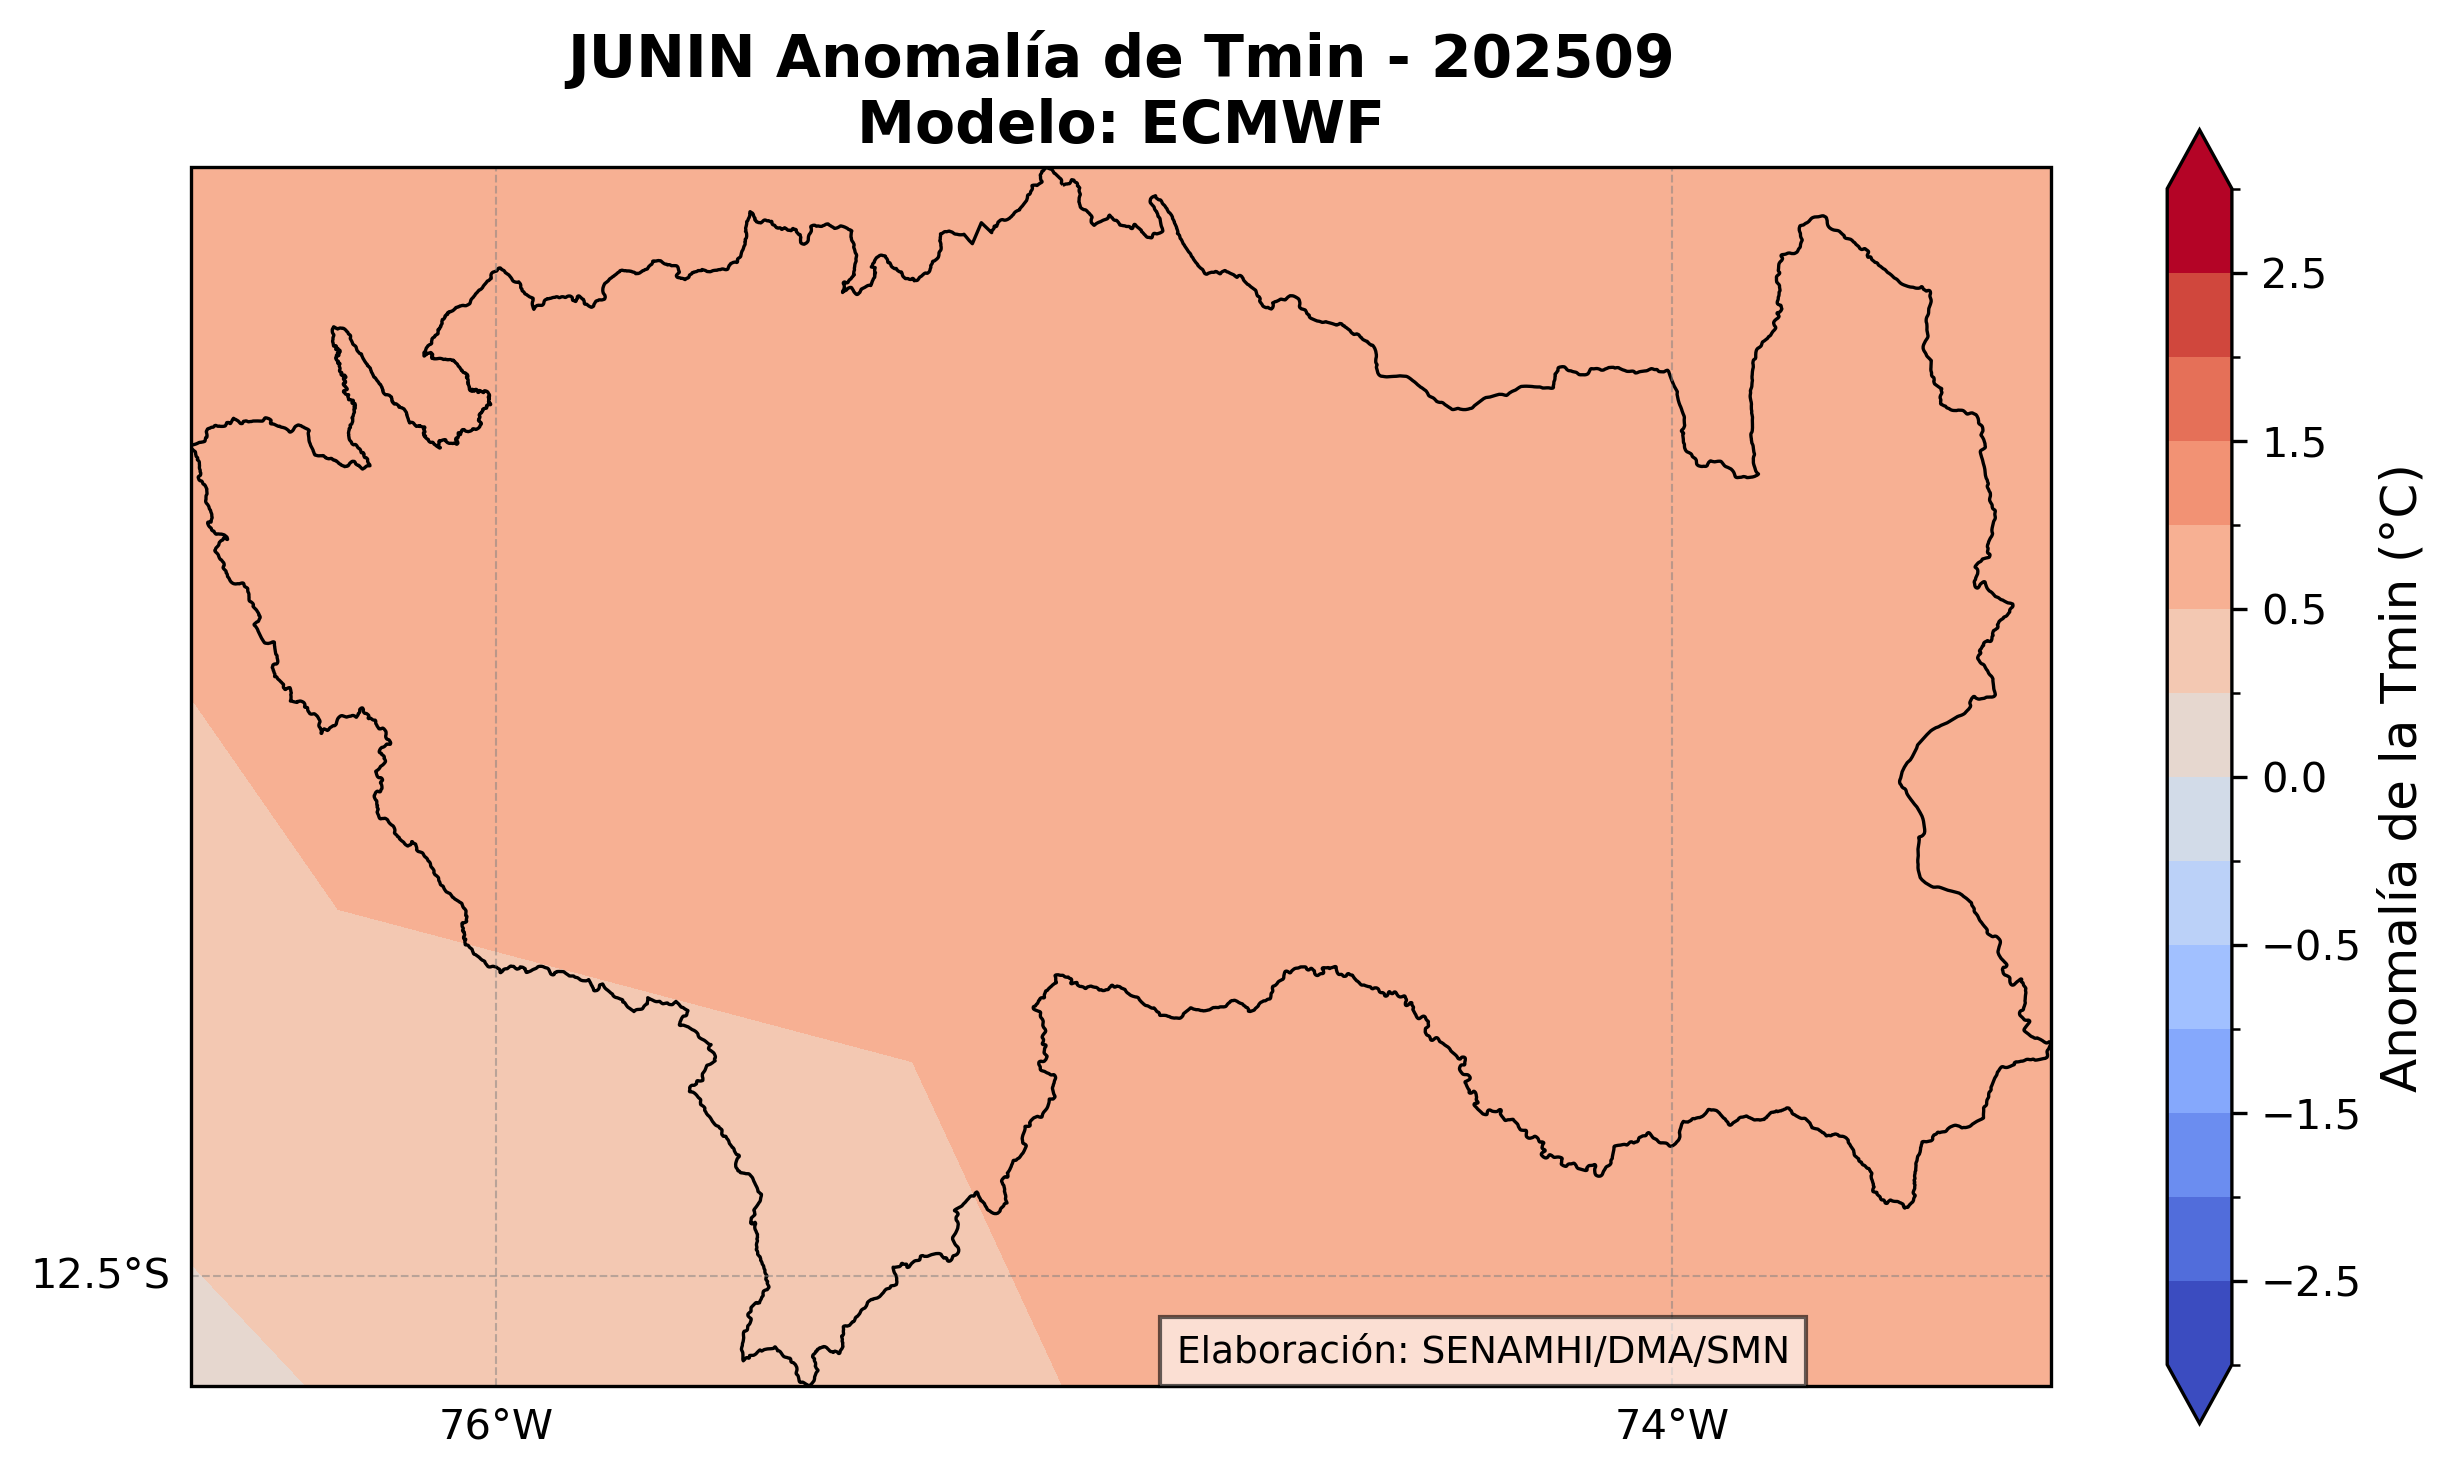 JUNIN Anomalía de Tmin - 202509
Modelo: ECMWF
2.5
1.5
0.5
0.0
−0.5
−1.5
−2.5
Anomalía de la Tmin (°C)
12.5°S
Elaboración: SENAMHI/DMA/SMN
76°W
74°W